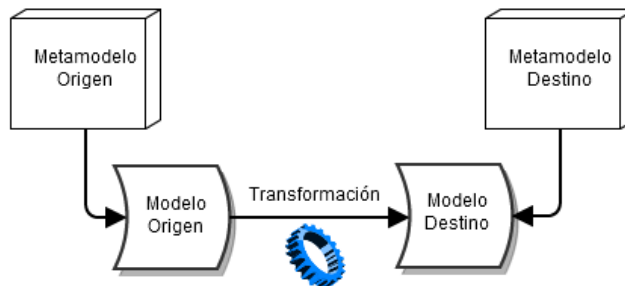 Metamodelo
Origen
Metamodelo
Destino
Modelo
Origen
Transformación
Modelo
Destino